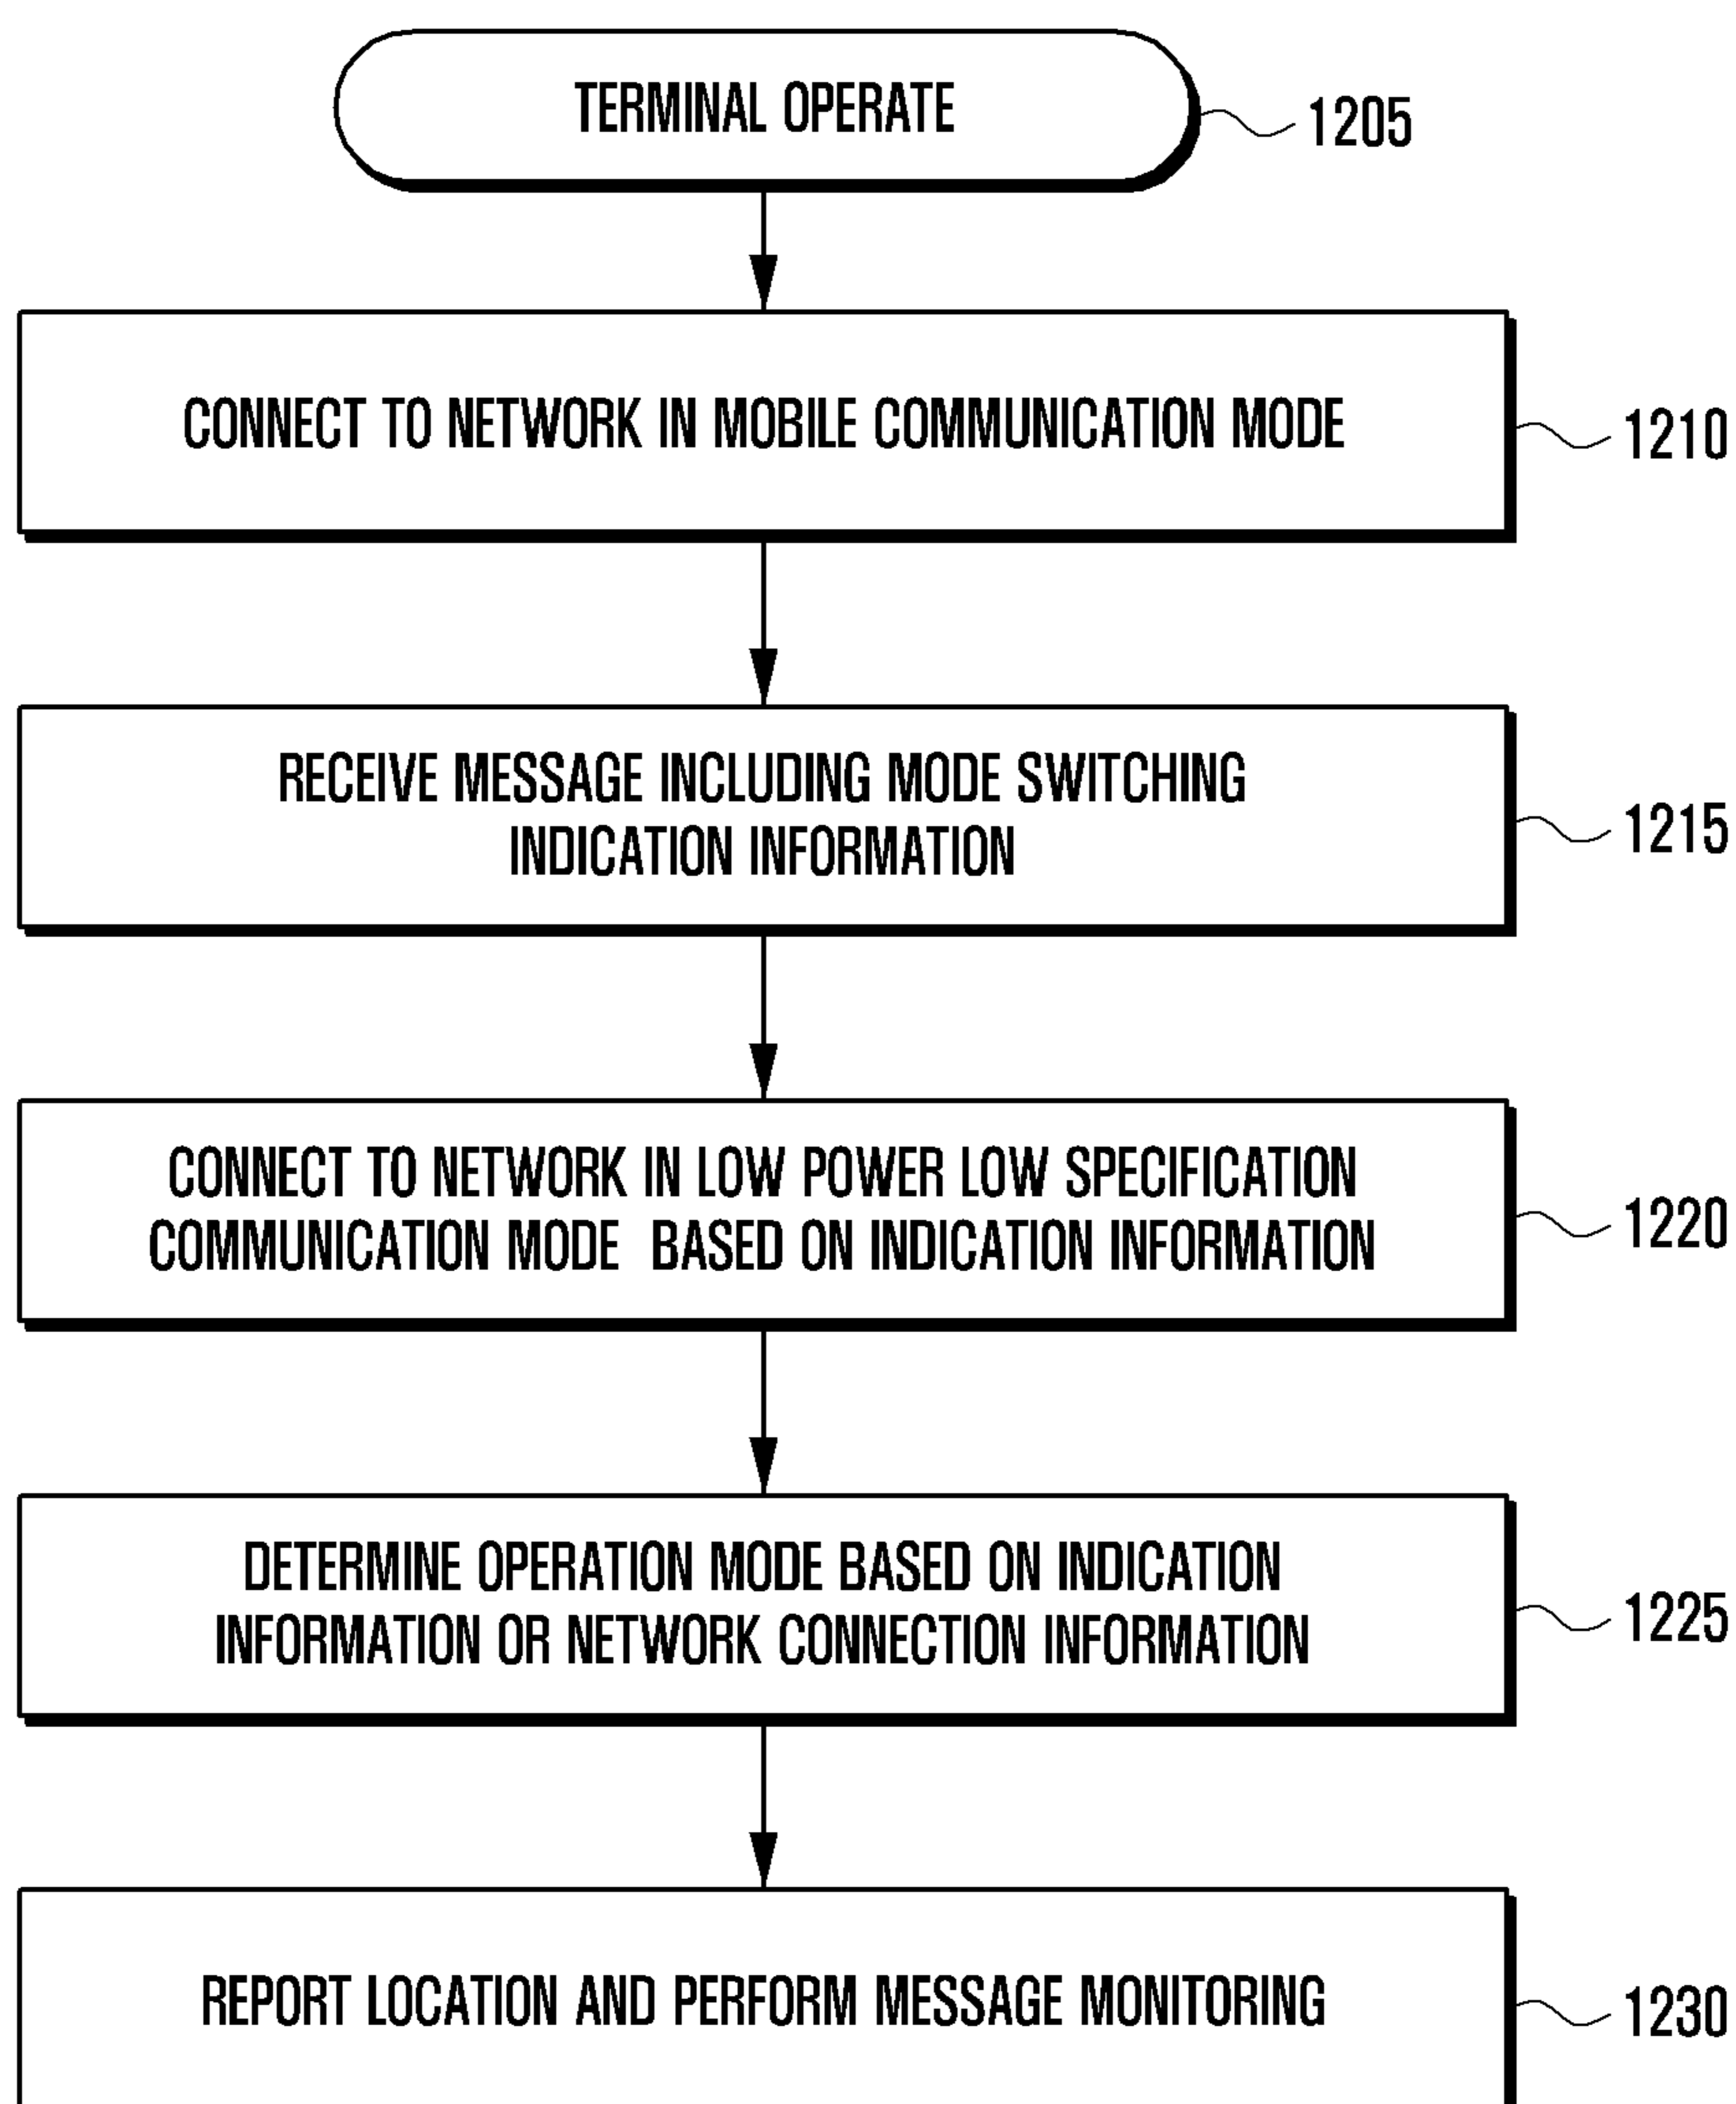 TERMINAL OPERATE
1205
CONNECT TO NETWORK IN MOBILE COMMUNICATION MODE
1210
RECEIVE MESSAGE INCLUDING MODE SWITCHING
INDICATION INFORMATION
1215
CONNECT TO NETWORK IN LOW POWER LOW SPECIFICATION
COMMUNICATION MODE BASED ON INDICATION INFORMATION
1220
DETERMINE OPERATION MODE BASED ON INDICATION
INFORMATION OR NETWORK CONNECTION INFORMATION
1225
REPORT LOCATION AND PERFORM MESSAGE MONITORING
1230